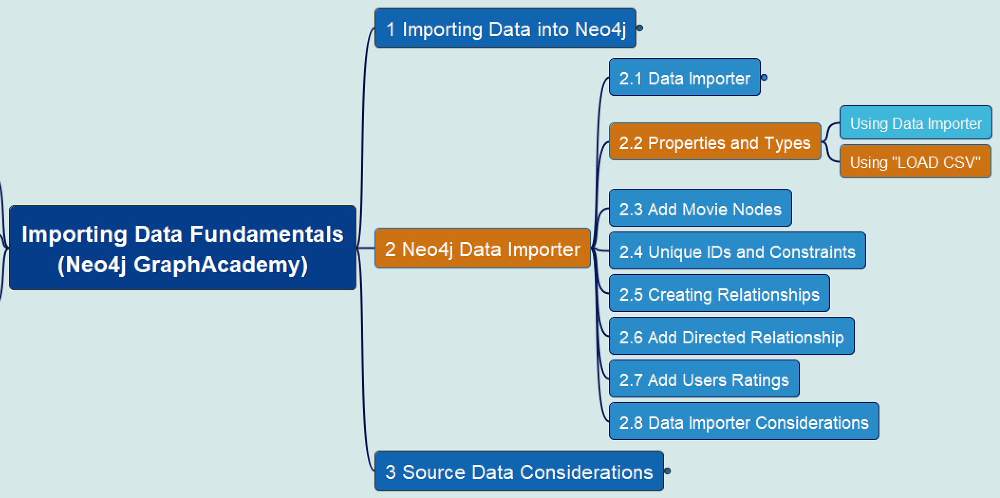 Importing Data Fundamentals
(Neo4j GraphAcademy)
1 Importing Data into Neo4j
2 Neo4j Data Importer
2.1 Data Importer
2.2 Properties and Types
Using Data Importer
Using "LOAD CSV"
2.3 Add Movie Nodes
2.4 Unique IDs and Constraints
2.5 Creating Relationships
2.6 Add Directed Relationship
2.7 Add Users Ratings
2.8 Data Importer Considerations
3 Source Data Considerations